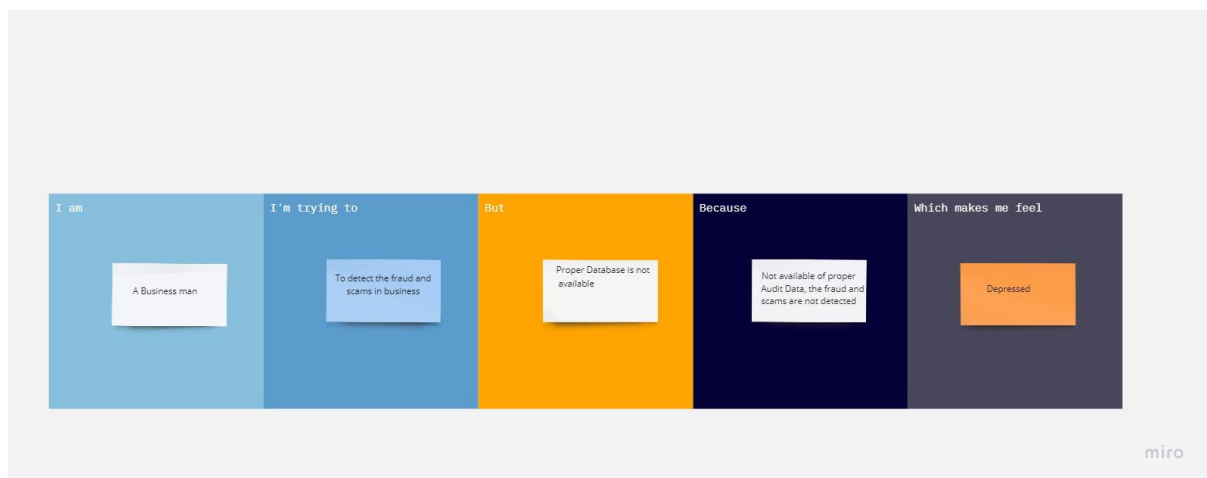 I am
I'm trying to
But
Because
Which makes me feel
A Business man
To detect the fraud and
scams in business
Proper Database is not
available
Not available of proper
Audit Data, the fraud and
scams are not detected
Depressed
miro